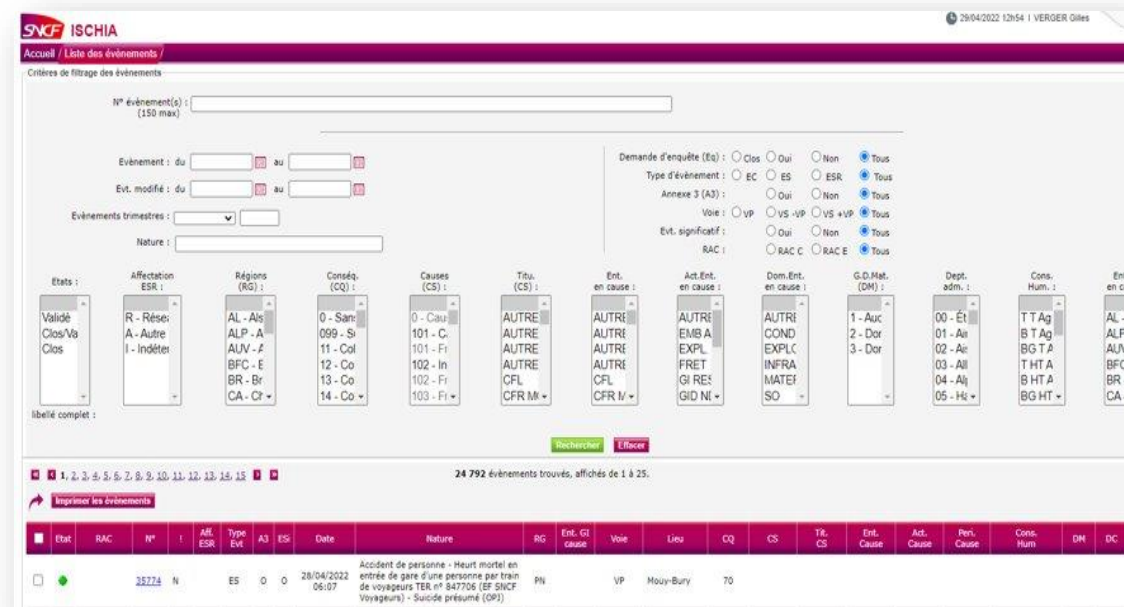 SNCF ISCHIA
29/04/2022 12h54 I VERGER Gilles
Accueil / Liste des évènements /
Critères de filtrage des évènements
N° évènement(s) :
(150 max)
Evènement : du au
Evt. modifié : du au
Evènements trimestres :
Nature :
Demande d'enquête (Eq) : Clos Oui Non Tous
Type d'évènement : EC ES ESR Tous
Annexe 3 (A3) : Oui Non Tous
Voie : VP VS -VP VS +VP Tous
Evt. significatif : Oui Non Tous
RAC : RAC C RAC E Tous
Etats :
Validé
Clos/Va
Clos
Affectation
ESR :
R - Résea
A - Autre
I - Indéter
Régions
(RG) :
AL - Als
ALP - A
AUV - A
BFC - E
BR - Br
CA - Ch
Conséq.
(CQ) :
0 - Sans
099 - S
11 - Col
12 - Co
13 - Co
14 - Co
Causes
(CS) :
0 - Cau
101 - C
101 - Fr
102 - In
102 - Fr
103 - Fr
Titu.
(CS) :
AUTRE
AUTRE
AUTRE
AUTRE
CFL
CFR M
Ent.
en cause :
AUTRE
AUTRE
AUTRE
AUTRE
CFL
CFR
Act.Ent.
en cause :
AUTRE
EMB A
EXPL
FRET
GI RES
GID NI
Dom.Ent.
en cause :
AUTRE
COND
EXPLO
INFRA
MATER
SO
G.D.Mat.
(DM) :
1 - Auc
2 - Dor
3 - Dor
Dept.
adm. :
00 - Ét
01 - Ain
02 - Ais
03 - All
04 - Alp
05 - Ha
Cons.
Hum. :
T T Ag
B T Ag
BG T A
T HT A
B HT A
BG HT
Ent
en c
AL -
ALP
AUV
BFC
BR
CA
libellé complet :
Rechercher Effacer
1, 2, 3, 4, 5, 6, 7, 8, 9, 10, 11, 12, 13, 14, 15
24 792 évènements trouvés, affichés de 1 à 25.
Imprimer les évènements
Etat RAC N° ! Aff. ESR Type Evt A3 ESi Date Nature RG Ent. GI cause Voie Lieu CQ CS Tit. CS Ent. Cause Act. Cause Peri. Cause Cons. Hum DM DC
35774 N ES O O 28/04/2022 06:07
Accident de personne - Heurt mortel en
entrée de gare d'une personne par train
de voyageurs TER n° 847706 (EF SNCF
Voyageurs) - Suicide présumé (OPJ)
PN VP Mouy-Bury 70